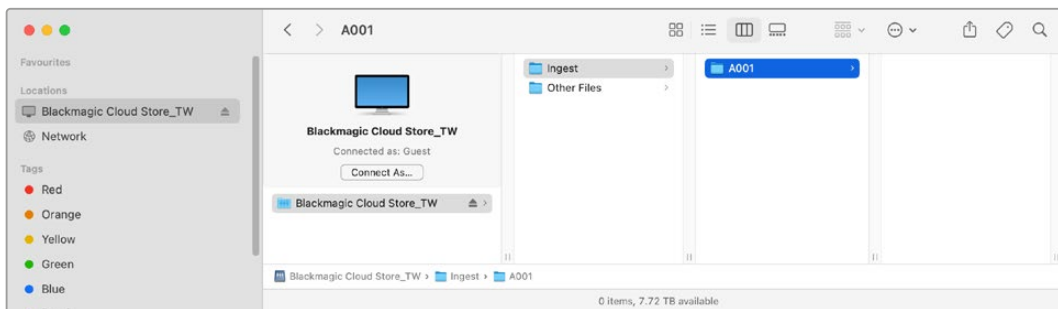 A001
Favourites
Locations
Blackmagic Cloud Store_TW
Network
Tags
Red
Orange
Yellow
Green
Blue
Blackmagic Cloud Store_TW
Connected as: Guest
Connect As...
Blackmagic Cloud Store_TW
Ingest
Other Files
A001
Blackmagic Cloud Store_TW › Ingest › A001
0 items, 7.72 TB available